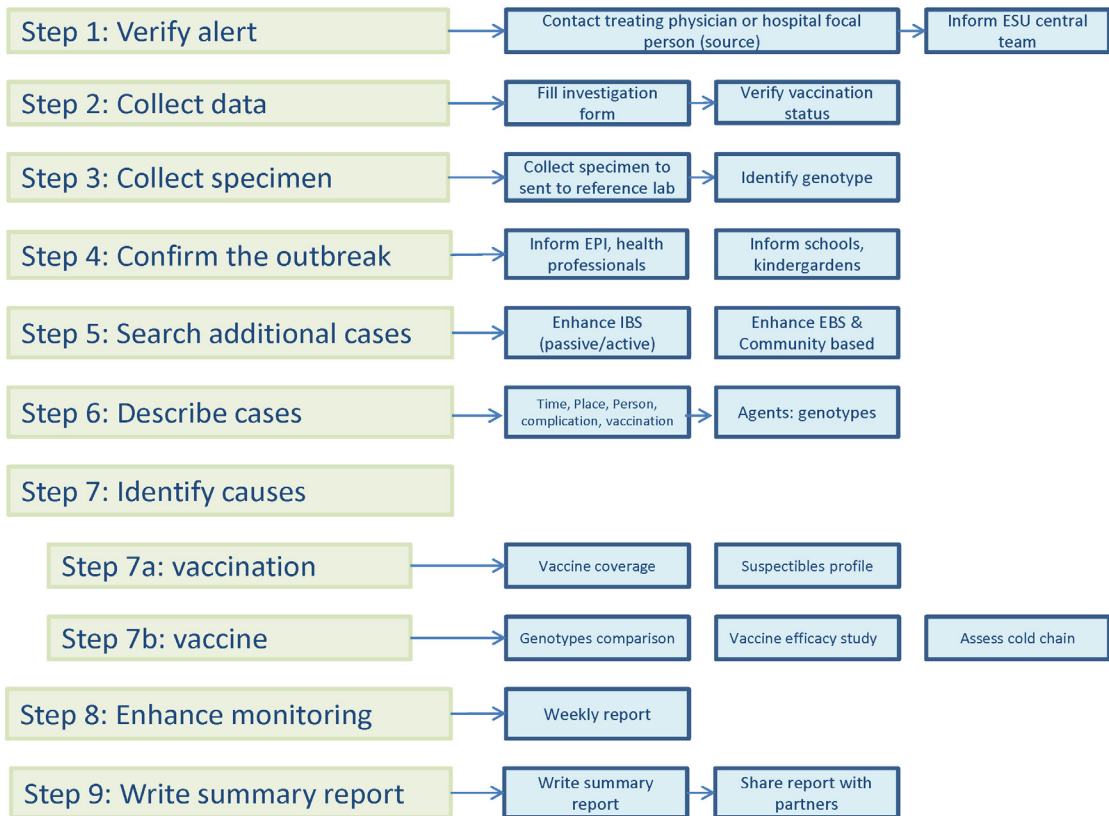 Step 1: Verify alert
Contact treating physician or hospital focal
person (source)
Inform ESU central
team
Step 2: Collect data
Fill investigation
form
Verify vaccination
status
Step 3: Collect specimen
Collect specimen to
sent to reference lab
Identify genotype
Step 4: Confirm the outbreak
Inform EPI, health
professionals
Inform schools,
kindergardens
Step 5: Search additional cases
Enhance IBS
(passive/active)
Enhance EBS &
Community based
Step 6: Describe cases
Time, Place, Person,
complication, vaccination
Agents: genotypes
Step 7: Identify causes
Step 7a: vaccination
Vaccine coverage
Suspectibles profile
Step 7b: vaccine
Genotypes comparison
Vaccine efficacy study
Assess cold chain
Step 8: Enhance monitoring
Weekly report
Step 9: Write summary report
Write summary
report
Share report with
partners